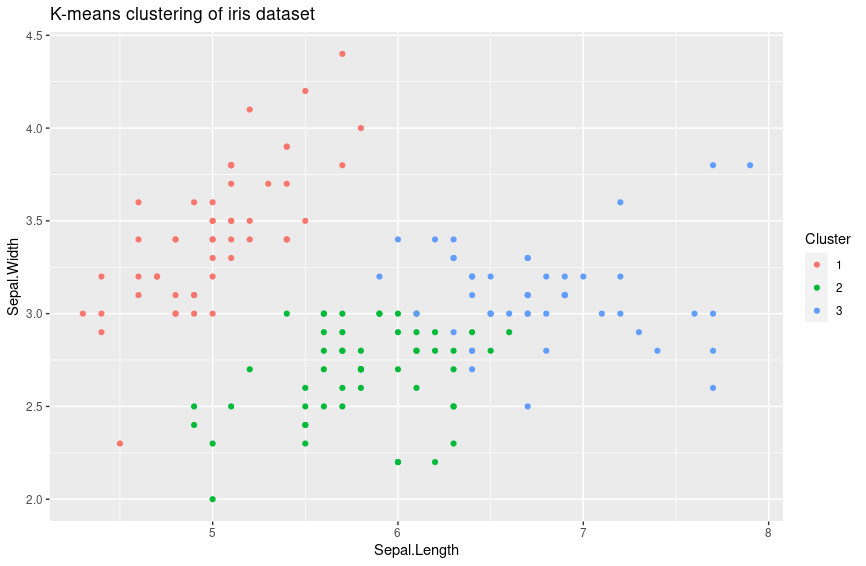 K-means clustering of iris dataset
4.5
4.0
3.5
3.0
2.5
2.0
Sepal.Width
5 6 7 8
Sepal.Length
Cluster
1
2
3